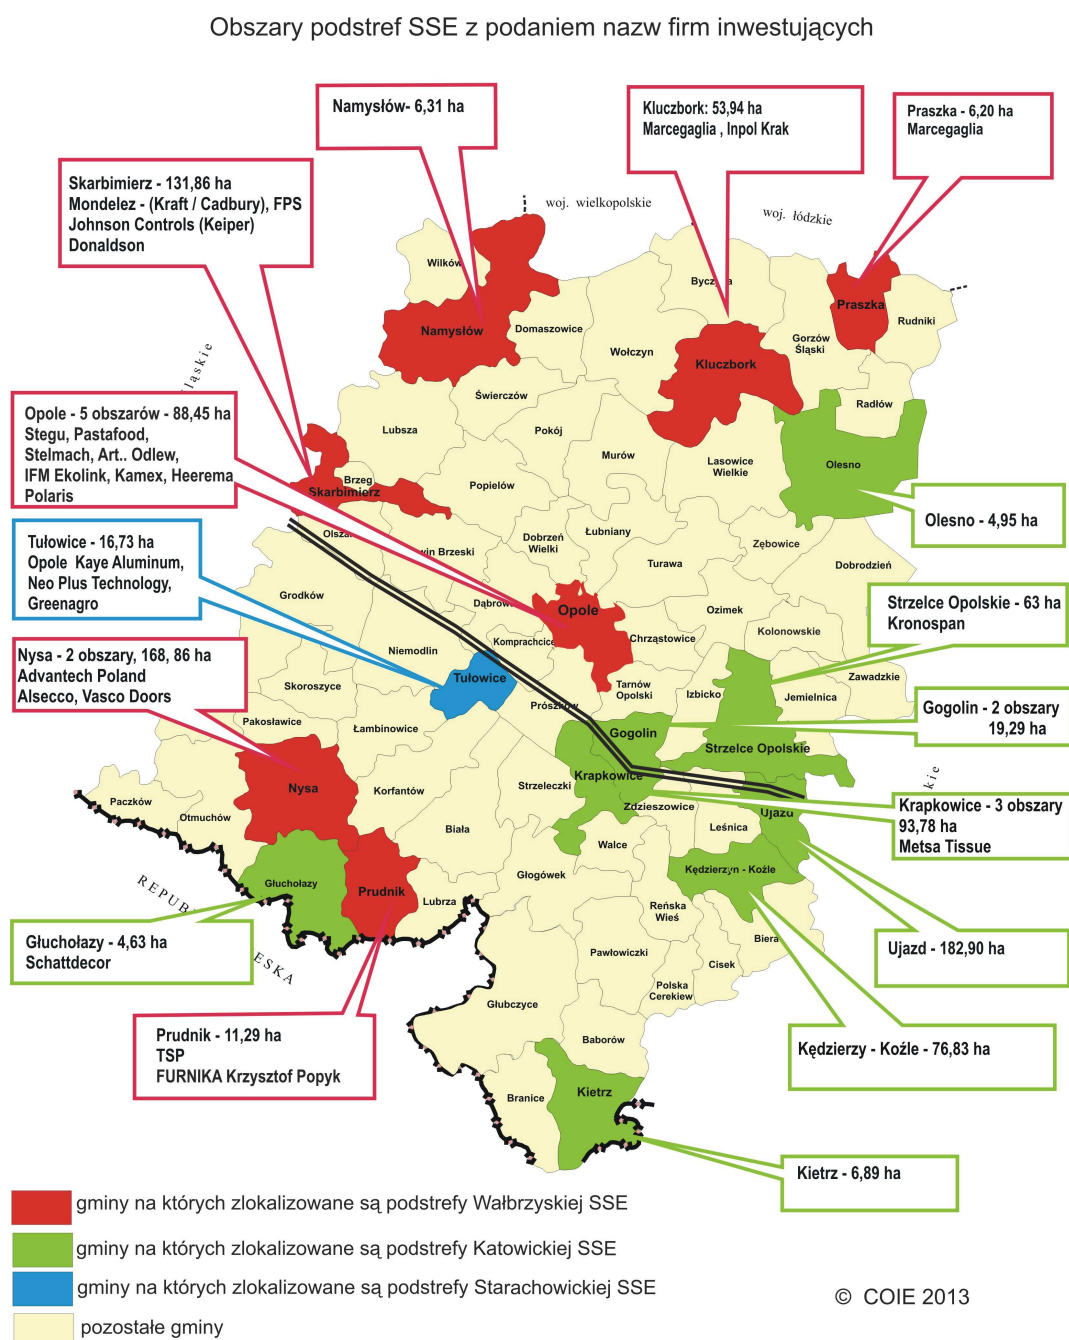 Obszary podstref SSE z podaniem nazw firm inwestujących
Namysłów- 6,31 ha
Kluczbork: 53,94 ha
Marcegaglia , Inpol Krak
Praszka - 6,20 ha
Marcegaglia
Skarbimierz - 131,86 ha
Mondelez - (Kraft / Cadbury), FPS
Johnson Controls (Keiper)
Donaldson
woj. wielkopolskie
woj. łódzkie
Wilków
Byczyna
Praszka
Rudniki
Namysłów
Domaszowice
Gorzów
Śląski
Wołczyn
Kluczbork
ląskie
Świerczów
Radłów
Opole - 5 obszarów - 88,45 ha
Stegu, Pastafood,
Stelmach, Art.. Odlew,
IFM Ekolink, Kamex, Heerema
Polaris
Lubsza
Pokój
Murów
Lasowice
Wielkie
Olesno
Brzeg
Skarbimierz
Popielów
Olesno - 4,95 ha
Tułowice - 16,73 ha
Opole Kaye Aluminum,
Neo Plus Technology,
Greenagro
Olsza
win Brzeski
Dobrzeń
Wielki
Łubniany
Zębowice
Turawa
Dobrodzień
Grodków
Dąbrow
Opole
Ozimek
Strzelce Opolskie - 63 ha
Kronospan
Kolonowskie
Chrząstowice
Komprachcice
Niemodlin
Nysa - 2 obszary, 168, 86 ha
Advantech Poland
Alsecco, Vasco Doors
Tułowice
Zawadzkie
Skoroszyce
Tarnów
Opolski
Izbicko
Jemielnica
Prószków
Gogolin - 2 obszary
19,29 ha
Pakosławice
Łambinowice
Gogolin
Strzelce Opolskie
kie
Krapkowice
Strzeleczki
Nysa
Korfantów
Paczków
Otmuchów
Zdzieszowice
Ujazd
Krapkowice - 3 obszary
93,78 ha
Metsa Tissue
Biała
Leśnica
Walce
Głogówek
Kędzierzyn - Koźle
Głuchołazy
Prudnik
Lubrza
REPUB
ESKA
Reńska
Wieś
Głuchołazy - 4,63 ha
Schattdecor
Biera
Ujazd - 182,90 ha
Pawłowiczki
Cisek
Polska
Cerekiew
Głubczyce
Prudnik - 11,29 ha
TSP
FURNIKA Krzysztof Popyk
Baborów
Kędzierzy - Koźle - 76,83 ha
Branice
Kietrz
Kietrz - 6,89 ha
gminy na których zlokalizowane są podstrefy Wałbrzyskiej SSE
gminy na których zlokalizowane są podstrefy Katowickiej SSE
gminy na których zlokalizowane są podstrefy Starachowickiej SSE
pozostałe gminy
© COIE 2013